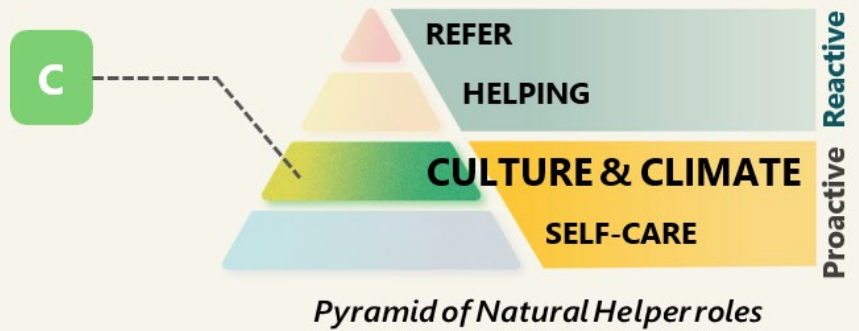 REFER
C
HELPING
Reactive
CULTURE & CLIMATE
SELF-CARE
Proactive
Pyramid of Natural Helper roles